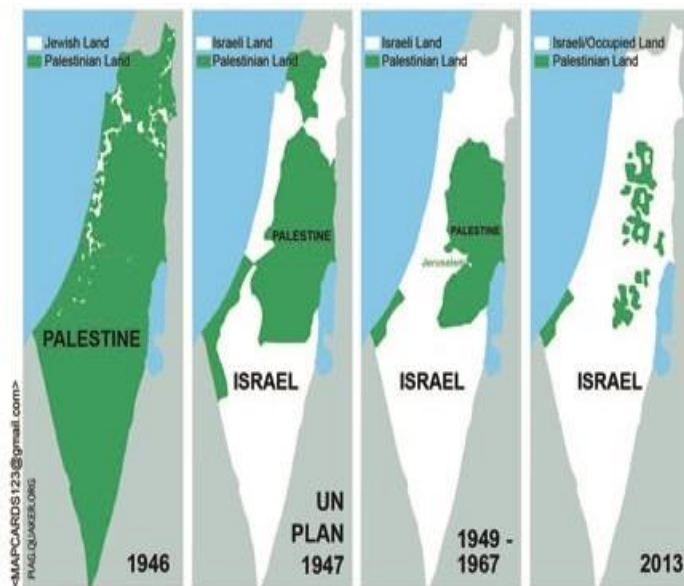 Jewish Land
Palestinian Land
PALESTINE
1946
<MAPCARDS123@gmail.com>
PIAG.QUAKER.ORG
Israeli Land
Palestinian Land
PALESTINE
ISRAEL
UN
PLAN
1947
Israeli Land
Palestinian Land
PALESTINE
Jerusalem
ISRAEL
1949 -
1967
Israeli/Occupied Land
Palestinian Land
ISRAEL
2013